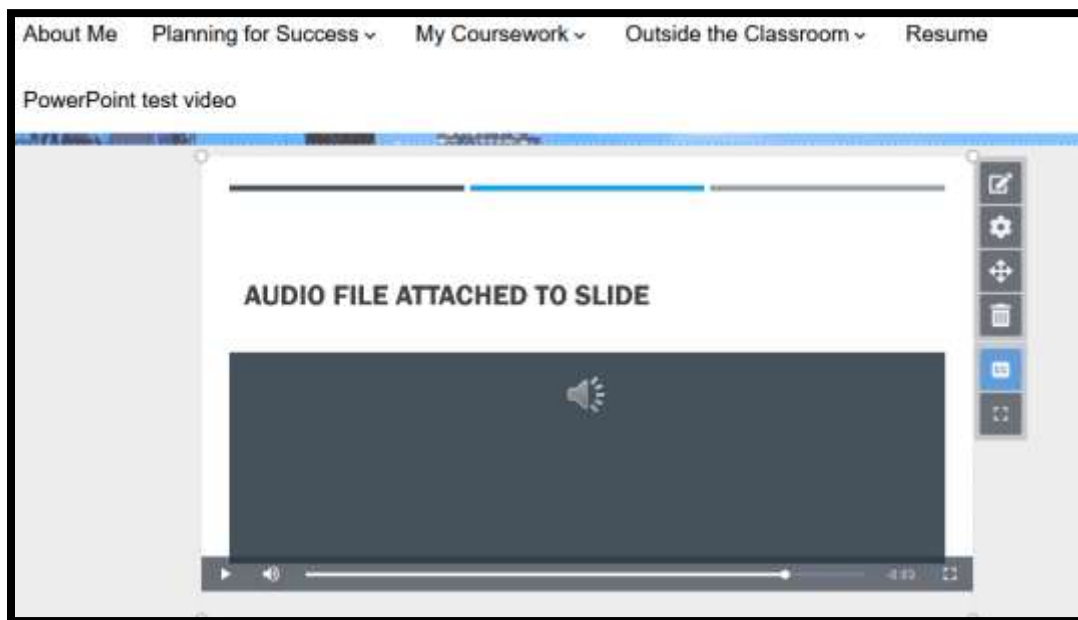 About Me Planning for Success My Coursework Outside the Classroom Resume
PowerPoint test video
AUDIO FILE ATTACHED TO SLIDE